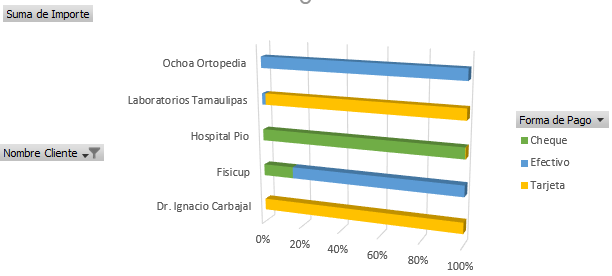 Suma de Importe
Ochoa Ortopedia
Laboratorios Tamaulipas
Hospital Pio
Fisicup
Dr. Ignacio Carbajal
0%
20%
40%
60%
80%
100%
Nombre Cliente
Forma de Pago
Cheque
Efectivo
Tarjeta